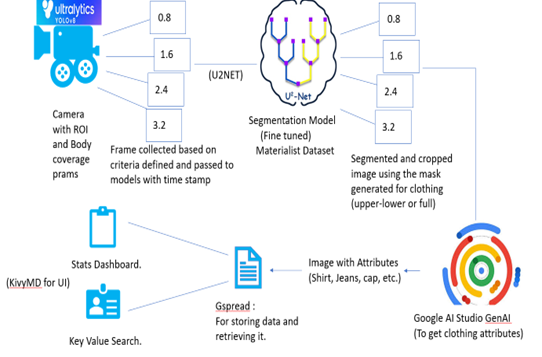 ultralytics
YOLOv8
0.8
1.6
2.4
3.2
Camera
with ROI
and Body
coverage
prams
Frame collected based on
criteria defined and passed to
models with time stamp
(U2NET)
U²-Net
Segmentation Model
(Fine tuned)
Materialist Dataset
0.8
1.6
2.4
3.2
Segmented and cropped
image using the mask
generated for clothing
(upper-lower or full)
Stats Dashboard.
(KivyMD for UI)
Key Value Search.
Gspread :
For storing data and
retrieving it.
Image with Attributes
(Shirt, Jeans, cap, etc.)
Google AI Studio GenAI
(To get clothing attributes)